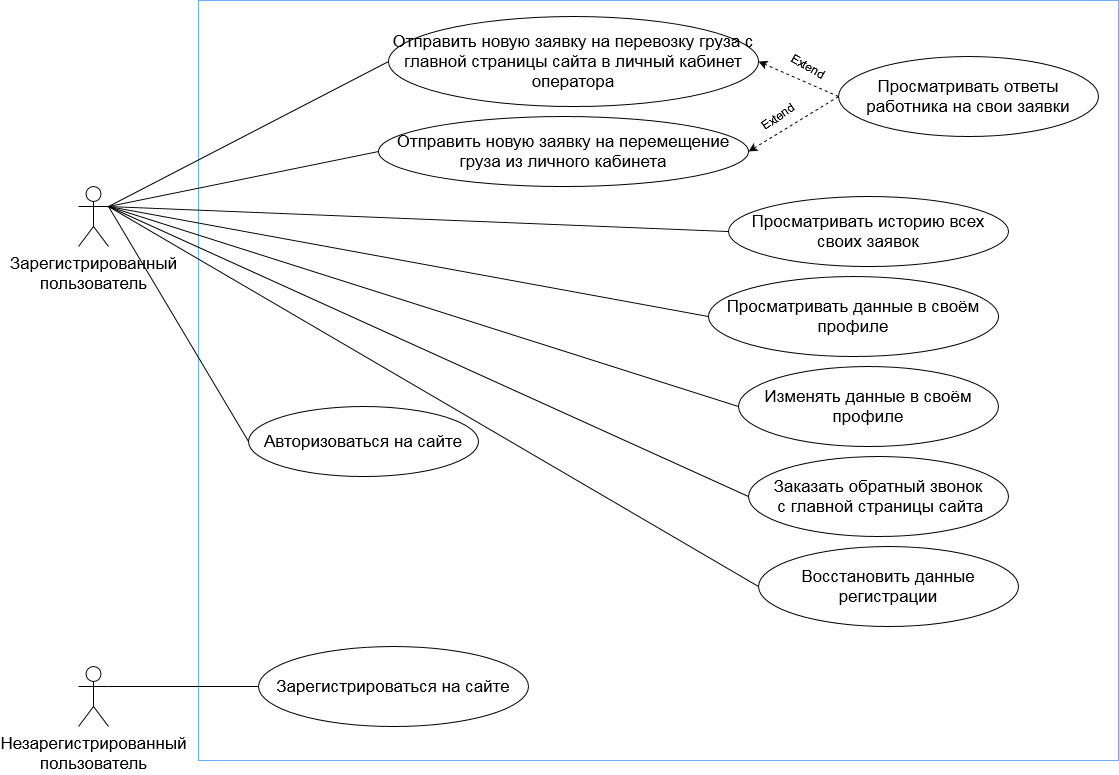 Отправить новую заявку на перевозку груза с
главной страницы сайта в личный кабинет
оператора
Extend
Просматривать ответы
работника на свои заявки
Extend
Отправить новую заявку на перемещение
груза из личного кабинета
Просматривать историю всех
своих заявок
Зарегистрированный
пользователь
Просматривать данные в своём
профиле
Изменять данные в своём
профиле
Авторизоваться на сайте
Заказать обратный звонок
с главной страницы сайта
Восстановить данные
регистрации
Зарегистрироваться на сайте
Незарегистрированный
пользователь